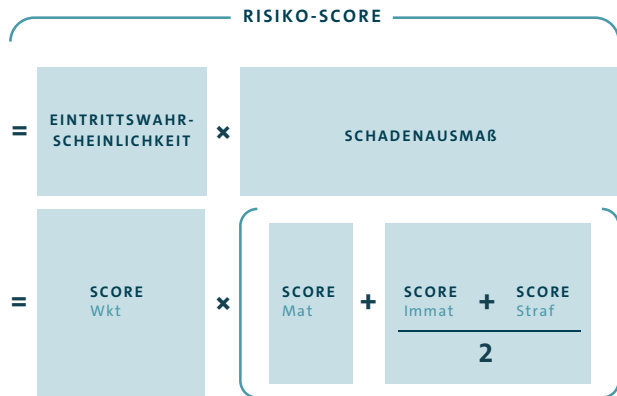 RISIKO-SCORE
= EINTRITTSWAHR-
SCHEINLICHKEIT × SCHADENAUSMAß
= SCORE × ( SCORE + SCORE + SCORE )
Wkt Mat Immat Straf
2